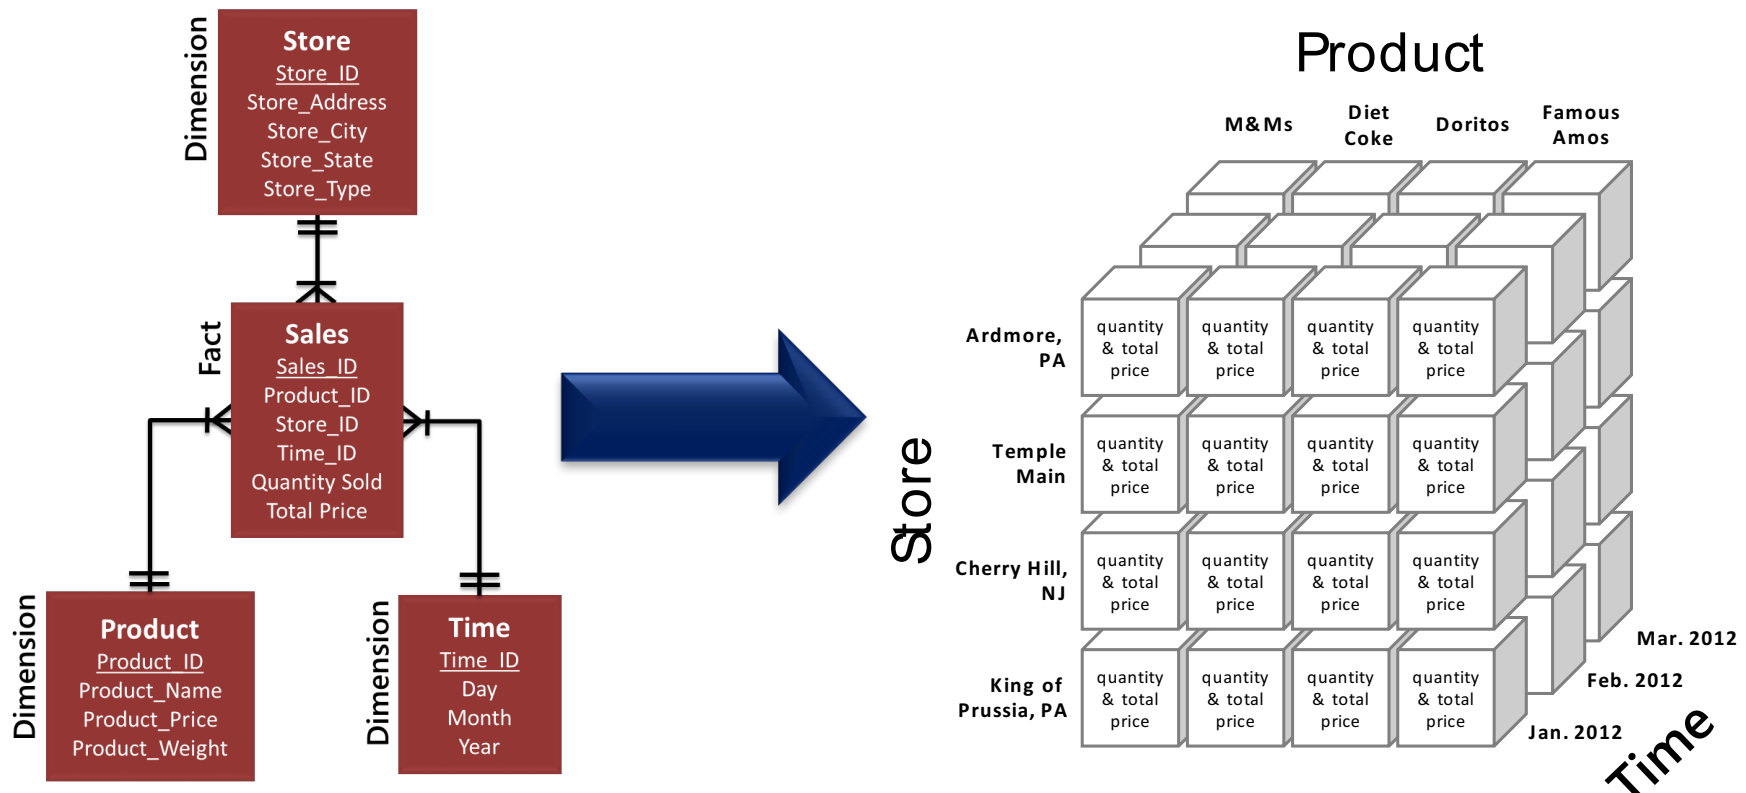 Dimension
Store
Store_ID
Store_Address
Store_City
Store_State
Store_Type
Fact
Sales
Sales_ID
Product_ID
Store_ID
Time_ID
Quantity Sold
Total Price
Dimension
Product
Product_ID
Product_Name
Product_Price
Product_Weight
Dimension
Time
Time_ID
Day
Month
Year
Product
M&Ms
Diet
Coke
Doritos
Famous
Amos
Store
Ardmore,
PA
quantity
& total
price
quantity
& total
price
quantity
& total
price
quantity
& total
price
Temple
Main
quantity
& total
price
quantity
& total
price
quantity
& total
price
quantity
& total
price
Cherry Hill,
NJ
quantity
& total
price
quantity
& total
price
quantity
& total
price
quantity
& total
price
King of
Prussia, PA
quantity
& total
price
quantity
& total
price
quantity
& total
price
quantity
& total
price
Mar. 2012
Feb. 2012
Jan. 2012
Time